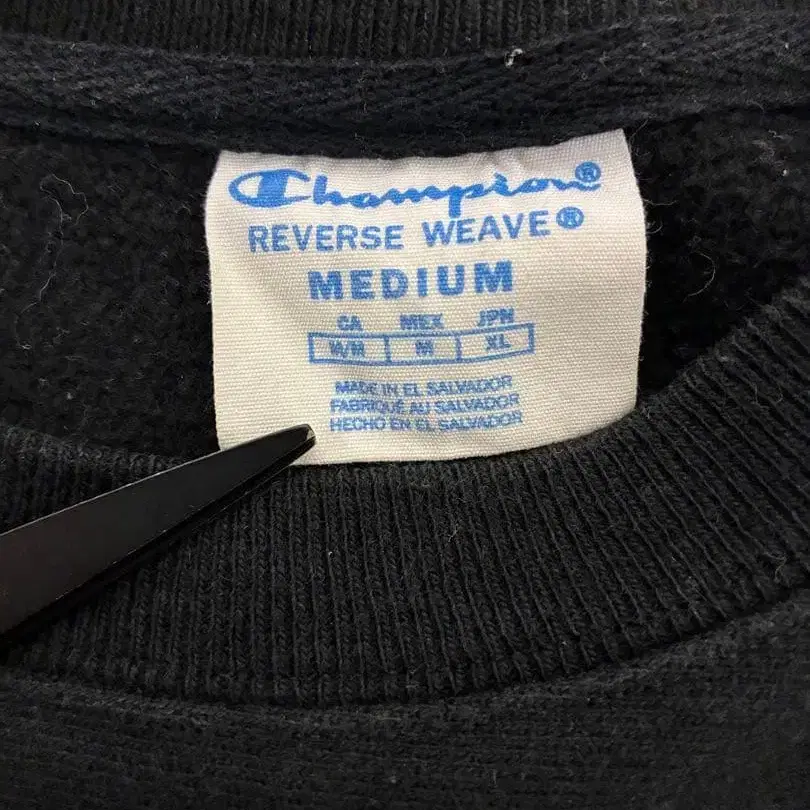 Champion®
REVERSE WEAVE®
MEDIUM
CA MEX JPN
M/M M XL
MADE IN EL SALVADOR
FABRIQUÉ AU SALVADOR
HECHO EN EL SALVADOR